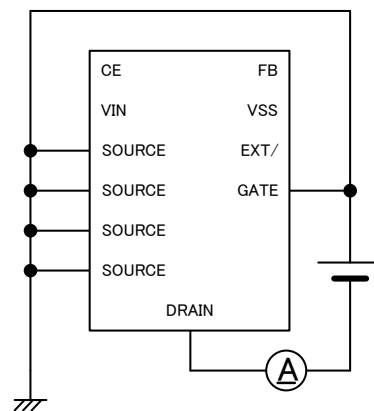 CE FB
VIN VSS
SOURCE EXT/
SOURCE GATE
SOURCE
SOURCE
DRAIN
A